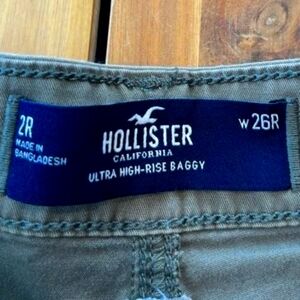 2R
MADE IN
BANGLADESH
HOLLISTER
CALIFORNIA
ULTRA HIGH-RISE BAGGY
W 26R